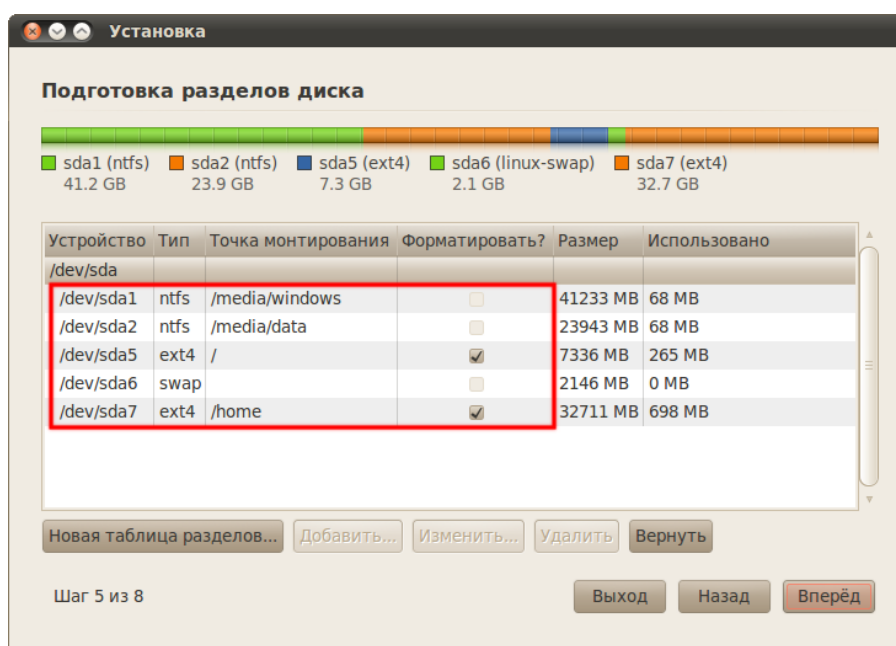 Установка
Подготовка разделов диска
sda1 (ntfs) sda2 (ntfs) sda5 (ext4) sda6 (linux-swap) sda7 (ext4)
41.2 GB 23.9 GB 7.3 GB 2.1 GB 32.7 GB
Устройство Тип Точка монтирования Форматировать? Размер Использовано
/dev/sda
/dev/sda1 ntfs /media/windows 41233 MB 68 MB
/dev/sda2 ntfs /media/data 23943 MB 68 MB
/dev/sda5 ext4 / 7336 MB 265 MB
/dev/sda6 swap 2146 MB 0 MB
/dev/sda7 ext4 /home 32711 MB 698 MB
Новая таблица разделов... Добавить... Изменить... Удалить Вернуть
Шаг 5 из 8 Выход Назад Вперёд